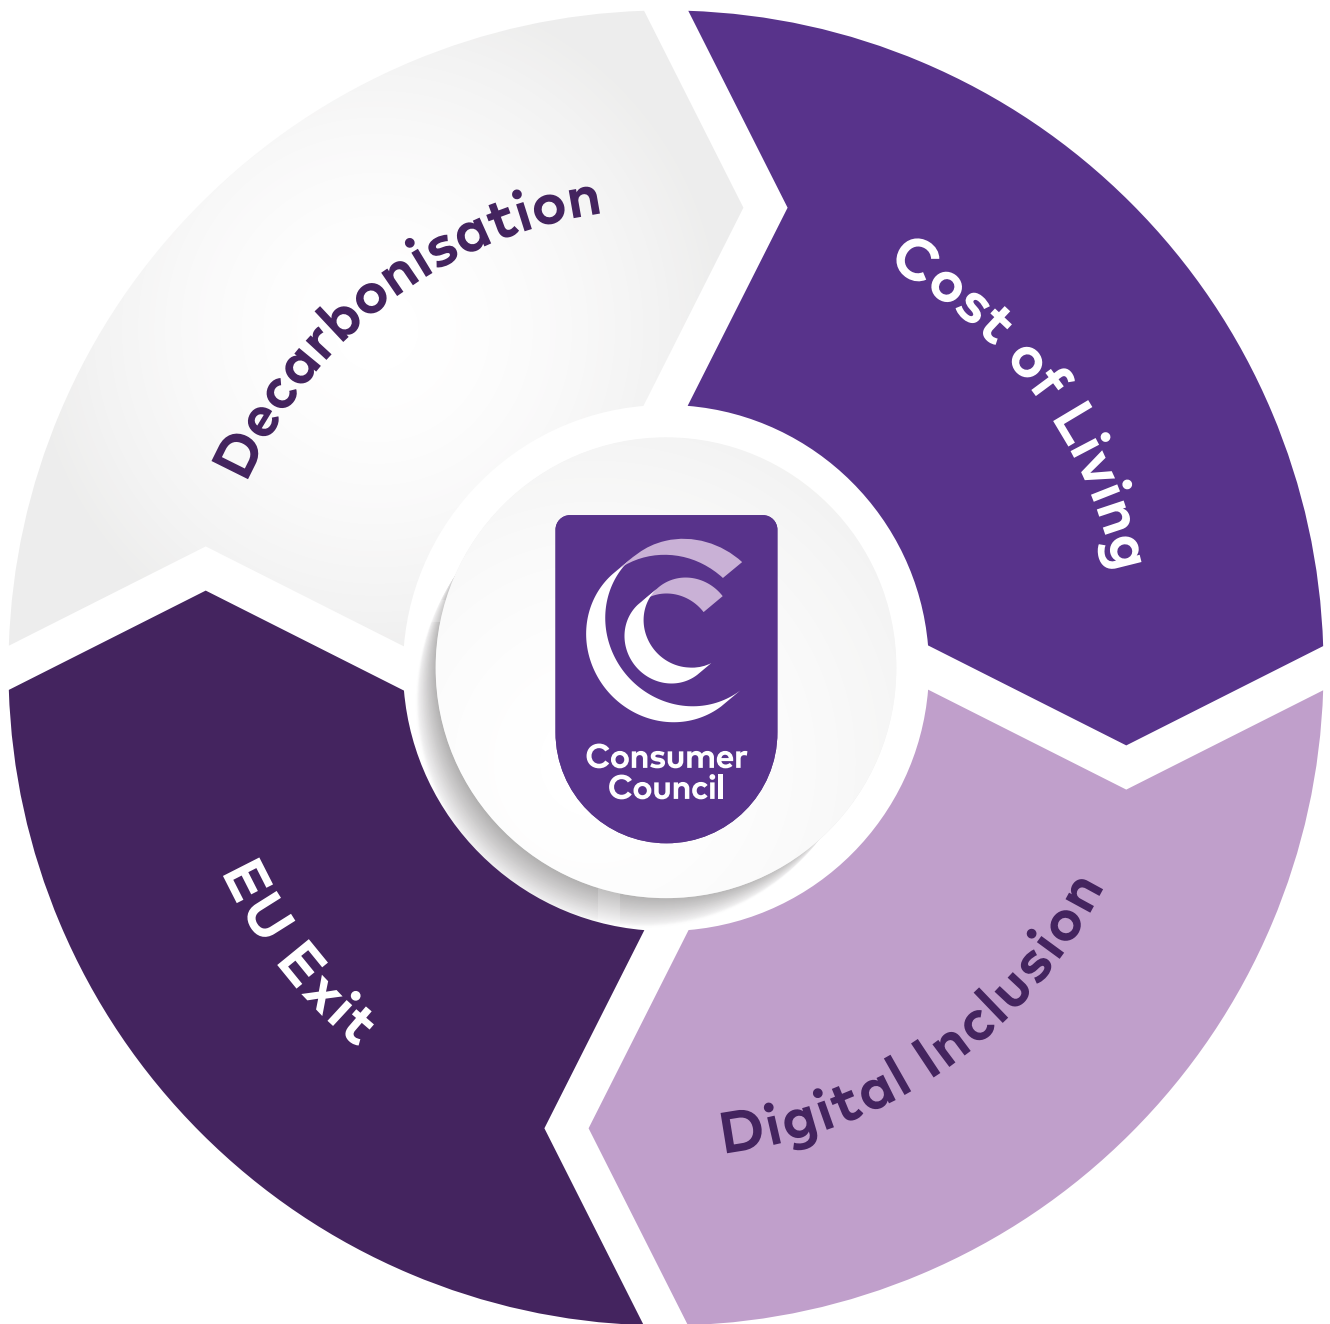 Decarbonisation
Cost of Living
Consumer
Council
EU Exit
Digital Inclusion